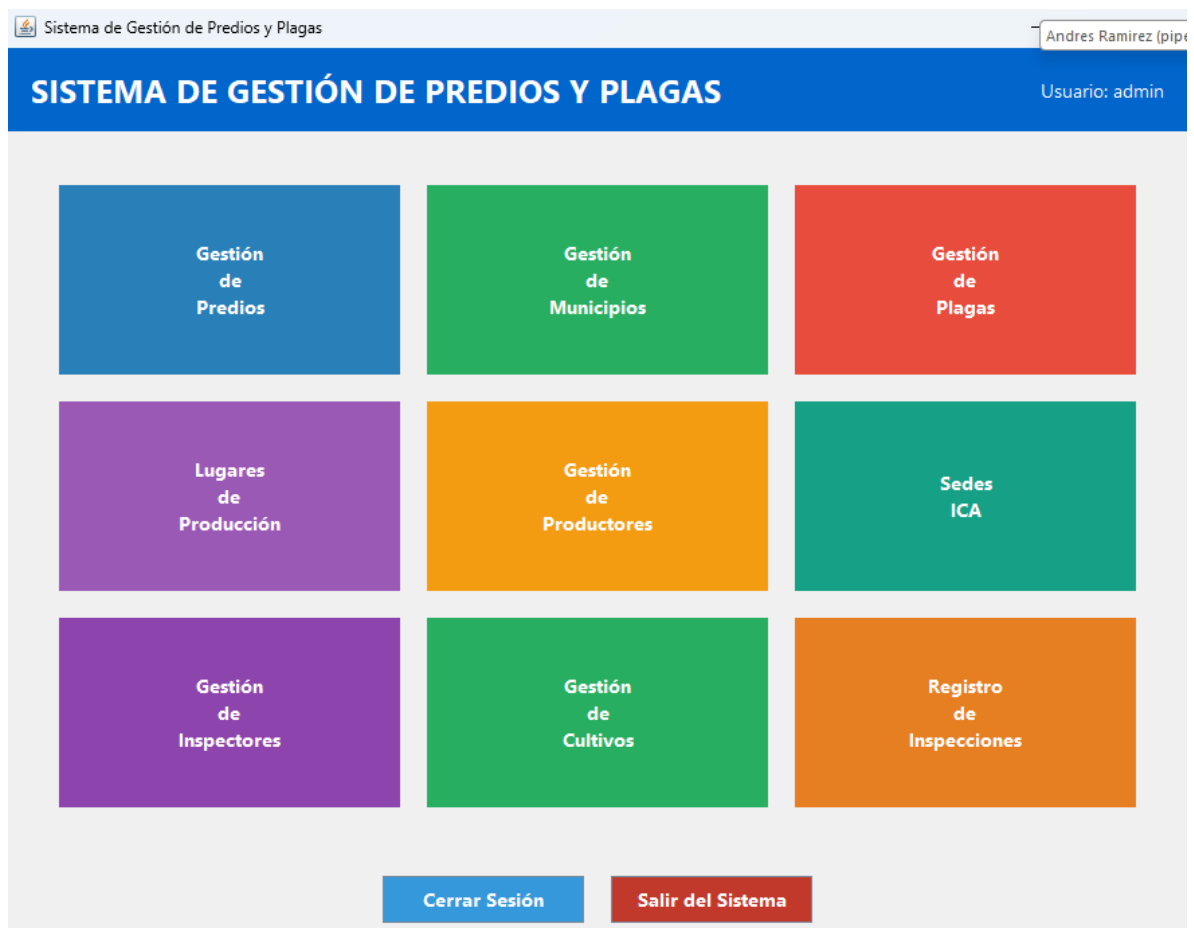 Sistema de Gestión de Predios y Plagas
Andres Ramirez (pipe
SISTEMA DE GESTIÓN DE PREDIOS Y PLAGAS
Usuario: admin
Gestión
de
Predios
Gestión
de
Municipios
Gestión
de
Plagas
Lugares
de
Producción
Gestión
de
Productores
Sedes
ICA
Gestión
de
Inspectores
Gestión
de
Cultivos
Registro
de
Inspecciones
Cerrar Sesión
Salir del Sistema